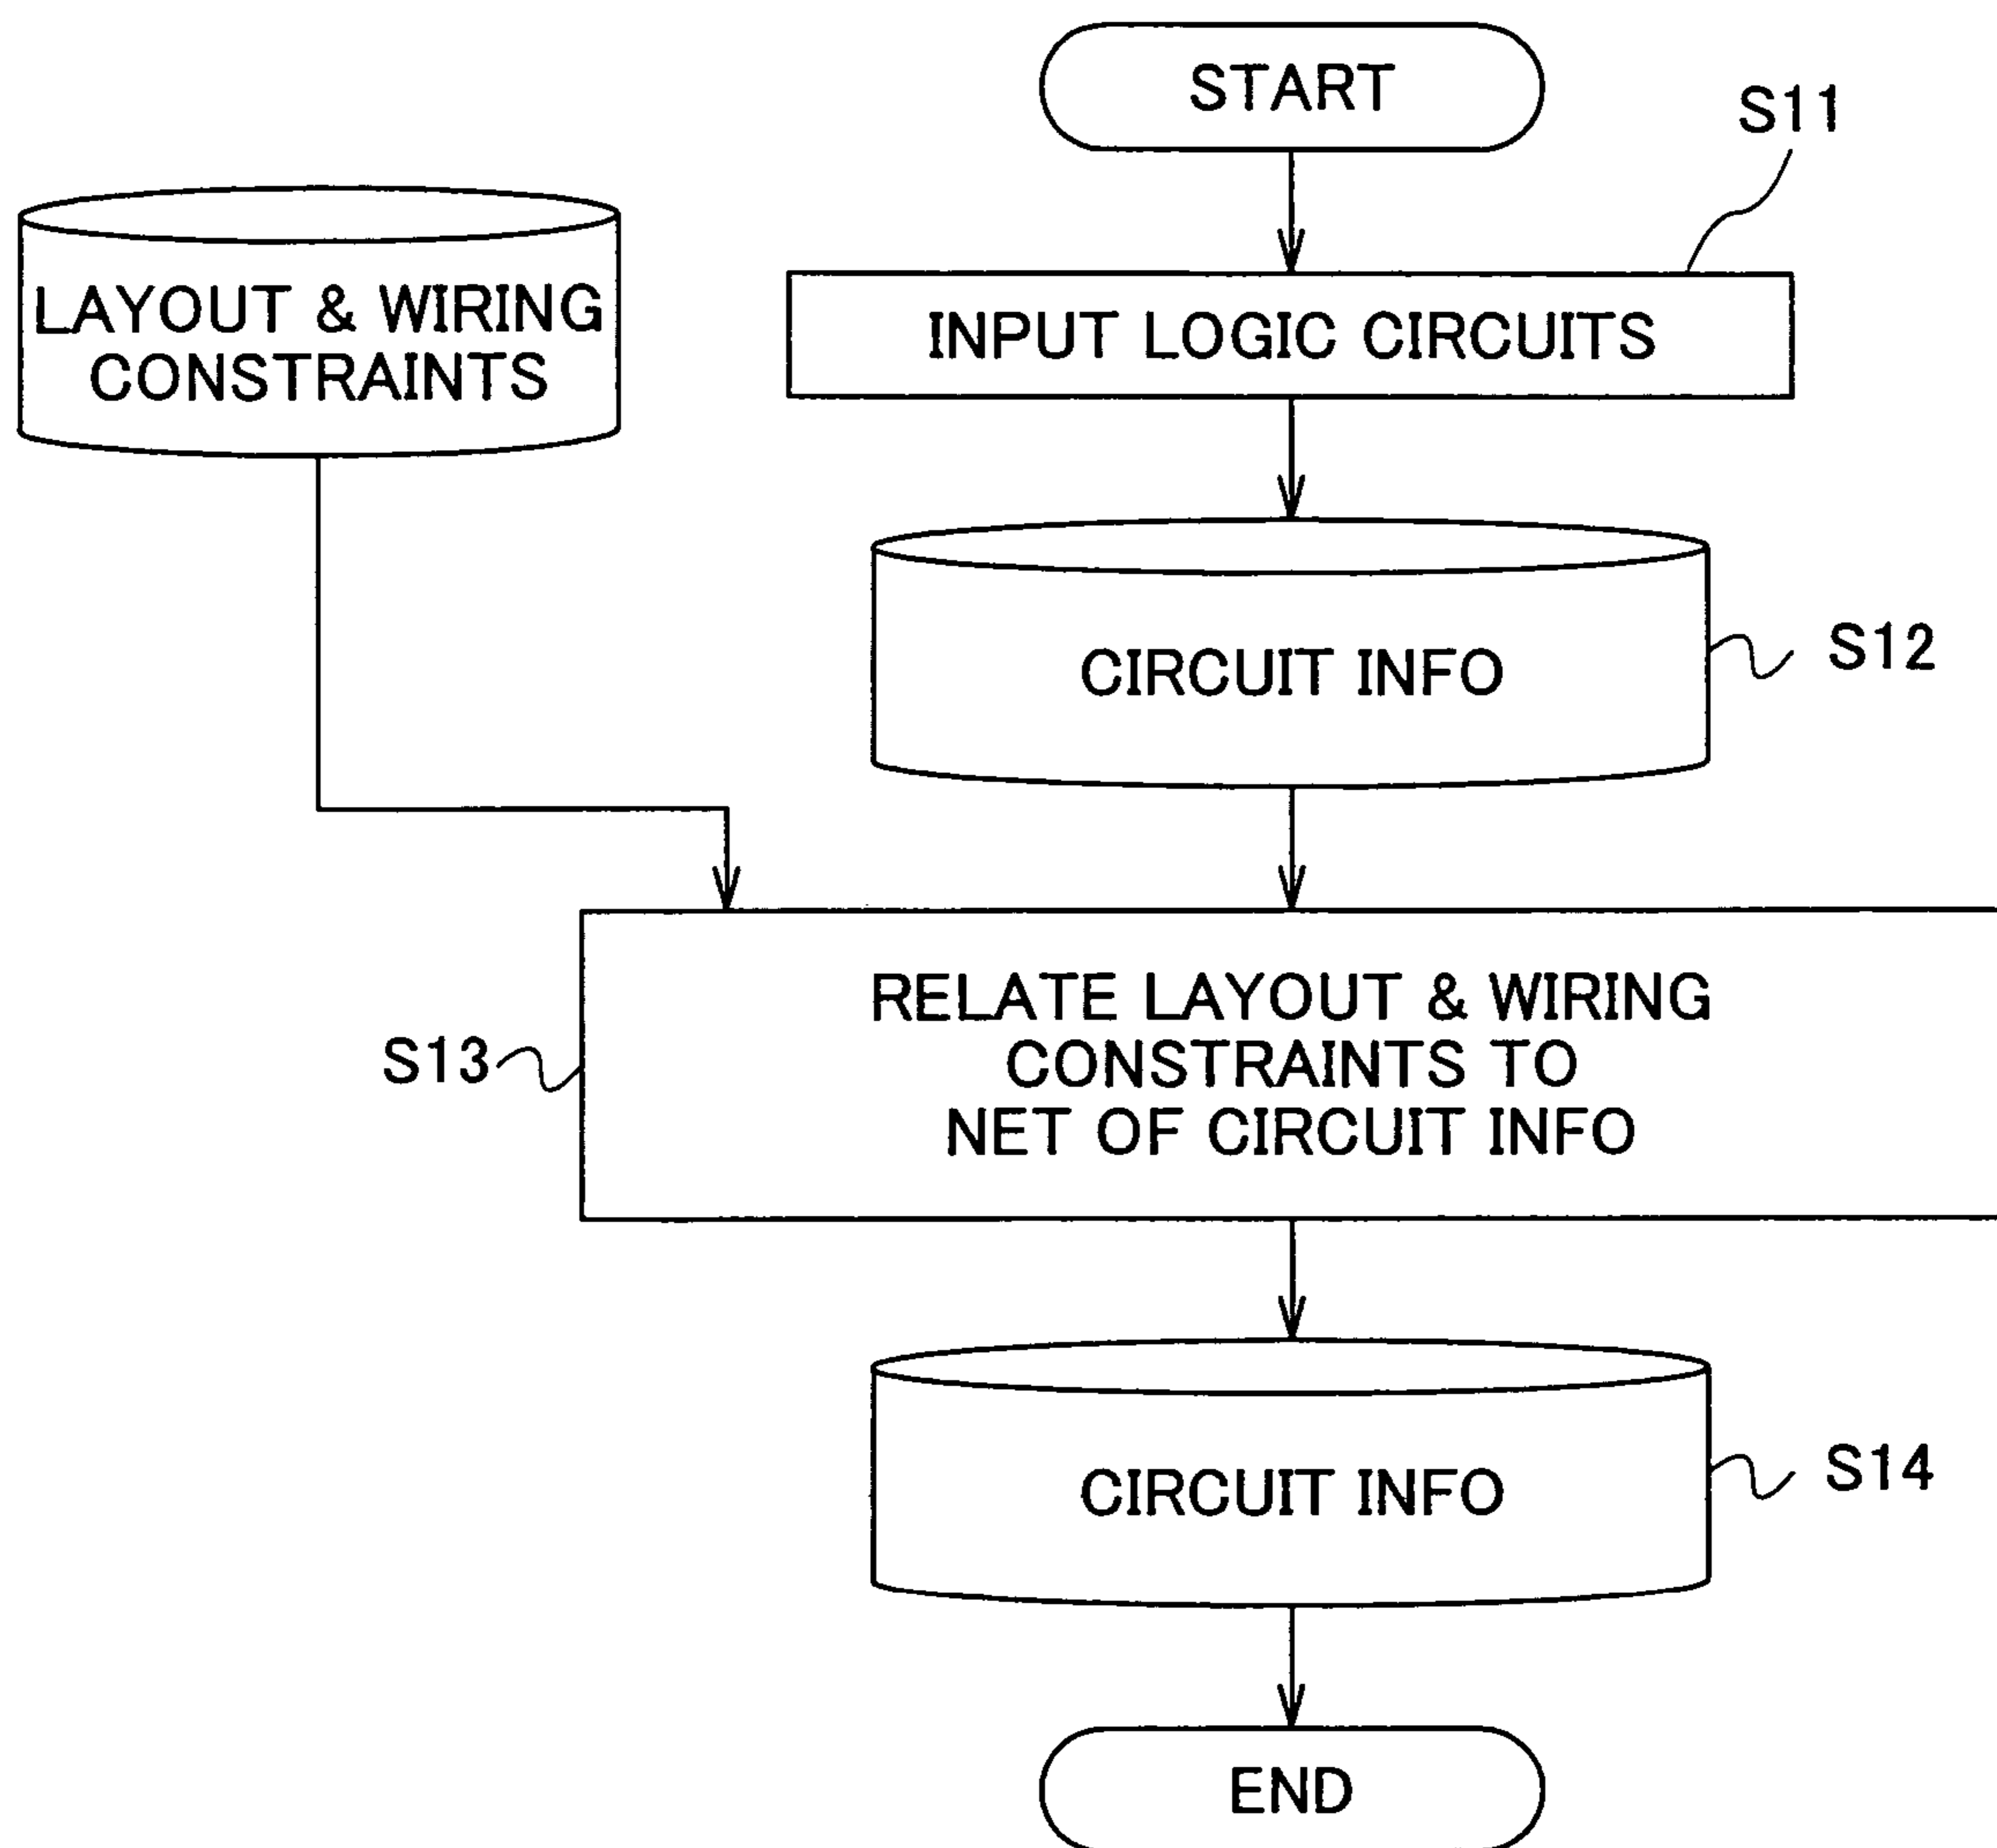 START
S11
LAYOUT & WIRING
CONSTRAINTS
INPUT LOGIC CIRCUITS
CIRCUIT INFO
S12
RELATE LAYOUT & WIRING
CONSTRAINTS TO
NET OF CIRCUIT INFO
S13
CIRCUIT INFO
S14
END